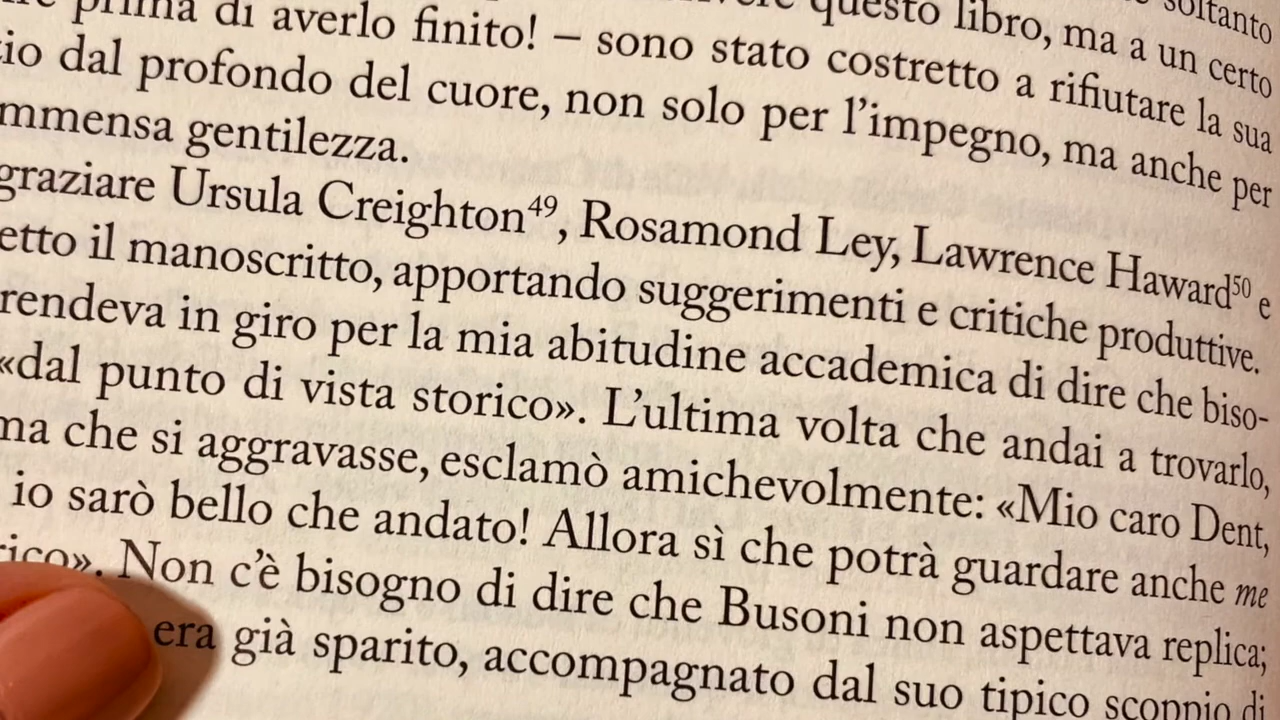 prima di averlo finito! – sono stato costretto a rifiutare la sua
questo libro, ma a un certo
soltanto
dal profondo del cuore, non solo per l’impegno, ma anche per
mmensa gentilezza.
graziare Ursula Creighton49, Rosamond Ley, Lawrence Haward50 e
etto il manoscritto, apportando suggerimenti e critiche produttive.
rendeva in giro per la mia abitudine accademica di dire che biso-
«dal punto di vista storico». L’ultima volta che andai a trovarlo,
ma che si aggravasse, esclamò amichevolmente: «Mio caro Dent,
io sarò bello che andato! Allora sì che potrà guardare anche me
rico». Non c’è bisogno di dire che Busoni non aspettava replica;
era già sparito, accompagnato dal suo tipico scoppio di